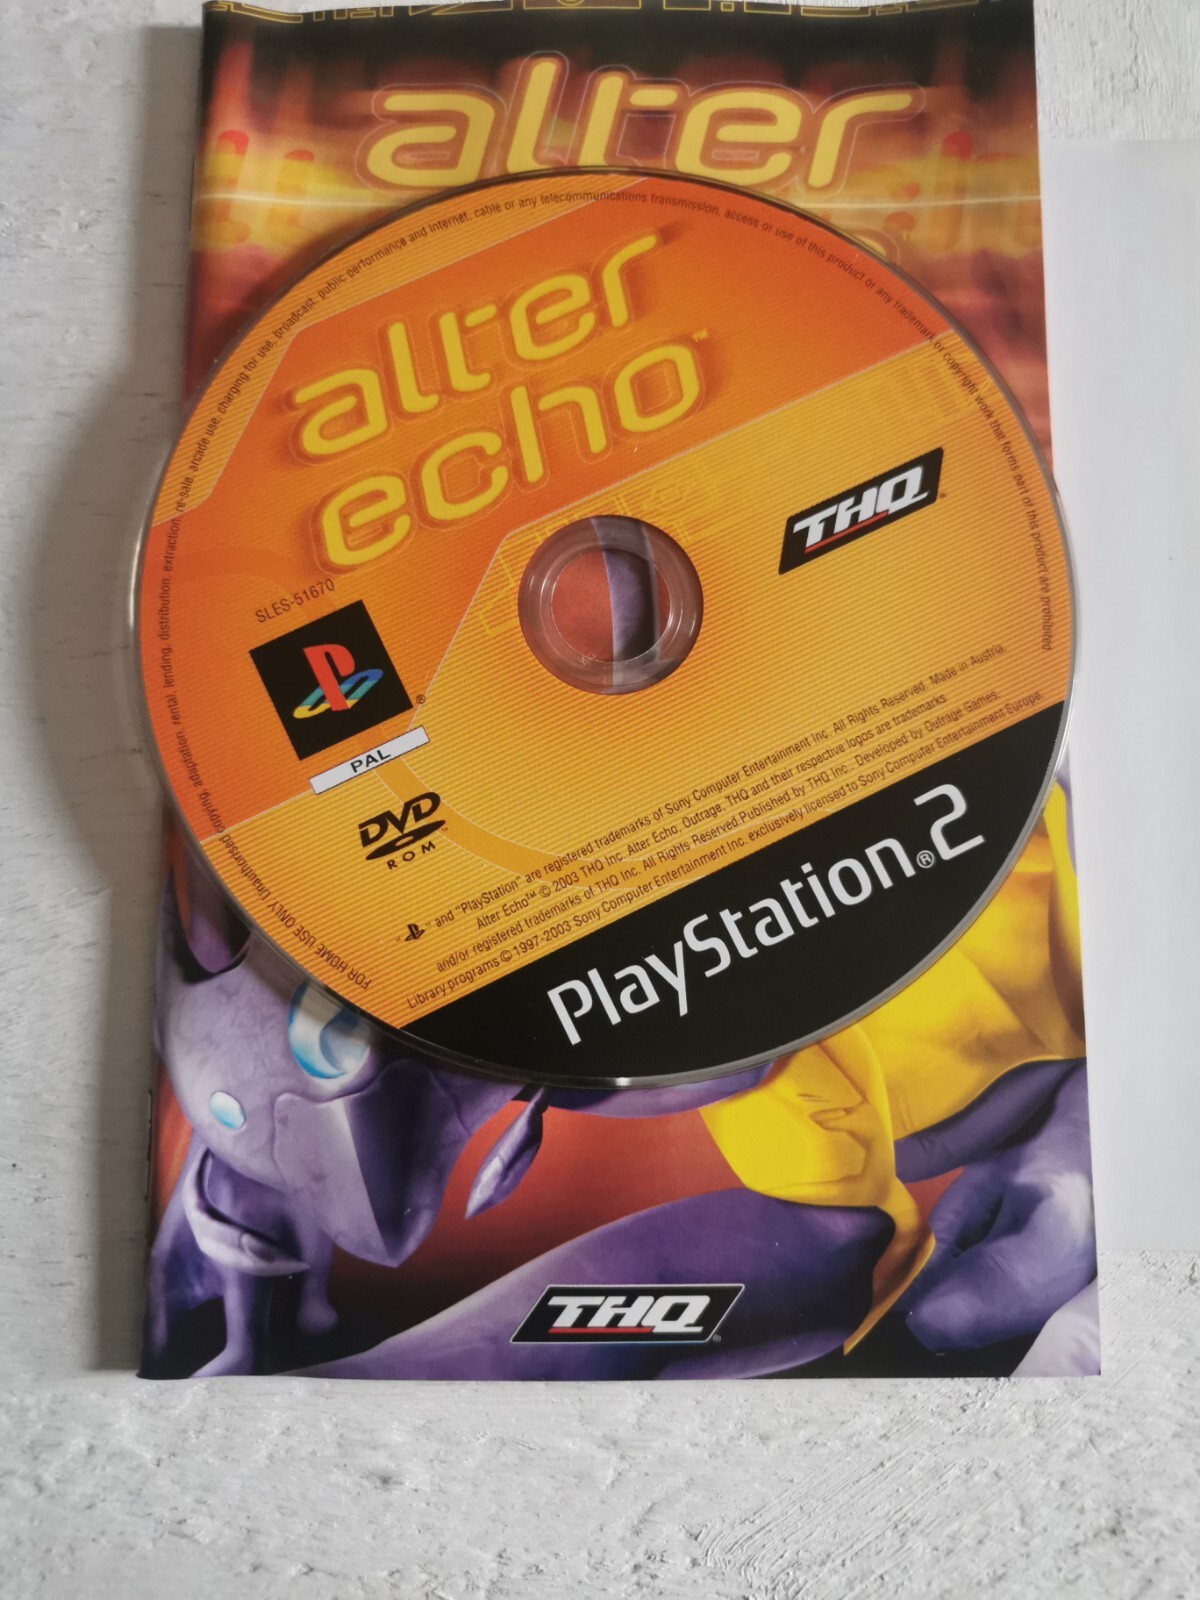 alter
alter
echo™
THQ
SLES-51670
PAL
DVD
ROM
" " and "PlayStation" are registered trademarks of Sony Computer Entertainment Inc. All Rights Reserved. Made in Austria.
Alter Echo™ © 2003 THQ Inc. Alter Echo, Outrage, THQ and their respective logos are trademarks
and/or registered trademarks of THQ Inc. All Rights Reserved. Published by THQ Inc. Developed by Outrage Games.
Library programs © 1997-2003 Sony Computer Entertainment Inc. exclusively licensed to Sony Computer Entertainment Europe.
PlayStation®2
FOR HOME USE ONLY Unauthorised copying, adaptation, rental, lending, distribution, extraction, re-sale, arcade use, charging for use, broadcast, public performance and internet, cable or any telecommunications transmission, access or use of this product or any trademark or copyright work that forms part of this product are prohibited
THQ®